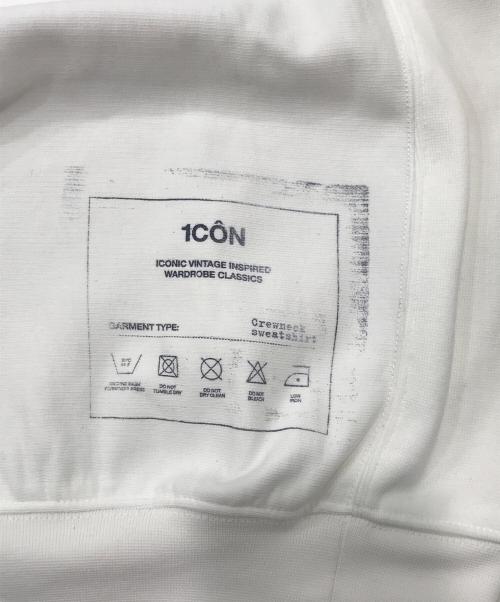 1CÔN
ICONIC VINTAGE INSPIRED
WARDROBE CLASSICS
GARMENT TYPE: Crewneck
sweatshirt
DO NOT
TUMBLE DRY
DO NOT
DRY CLEAN
DO NOT
BLEACH
LOW
IRON